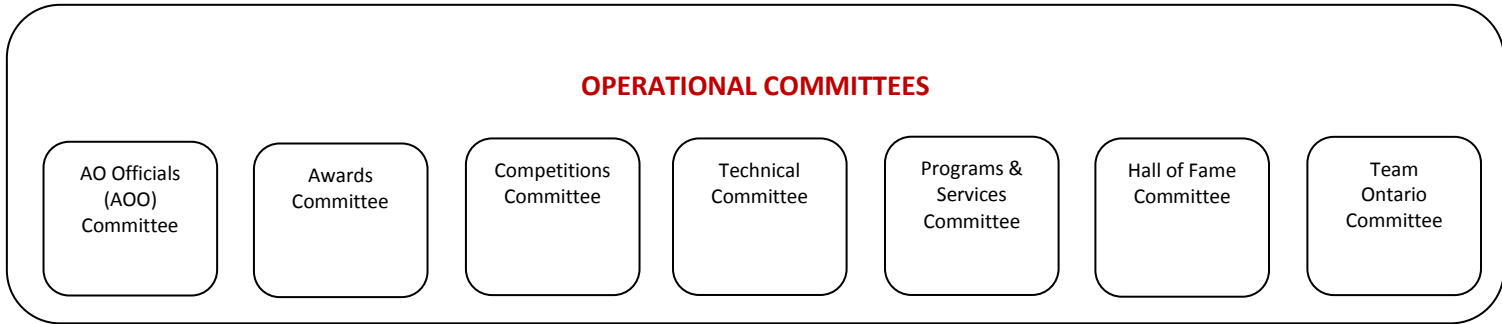 OPERATIONAL COMMITTEES
AO Officials
(AOO)
Committee
Awards
Committee
Competitions
Committee
Technical
Committee
Programs &
Services
Committee
Hall of Fame
Committee
Team
Ontario
Committee